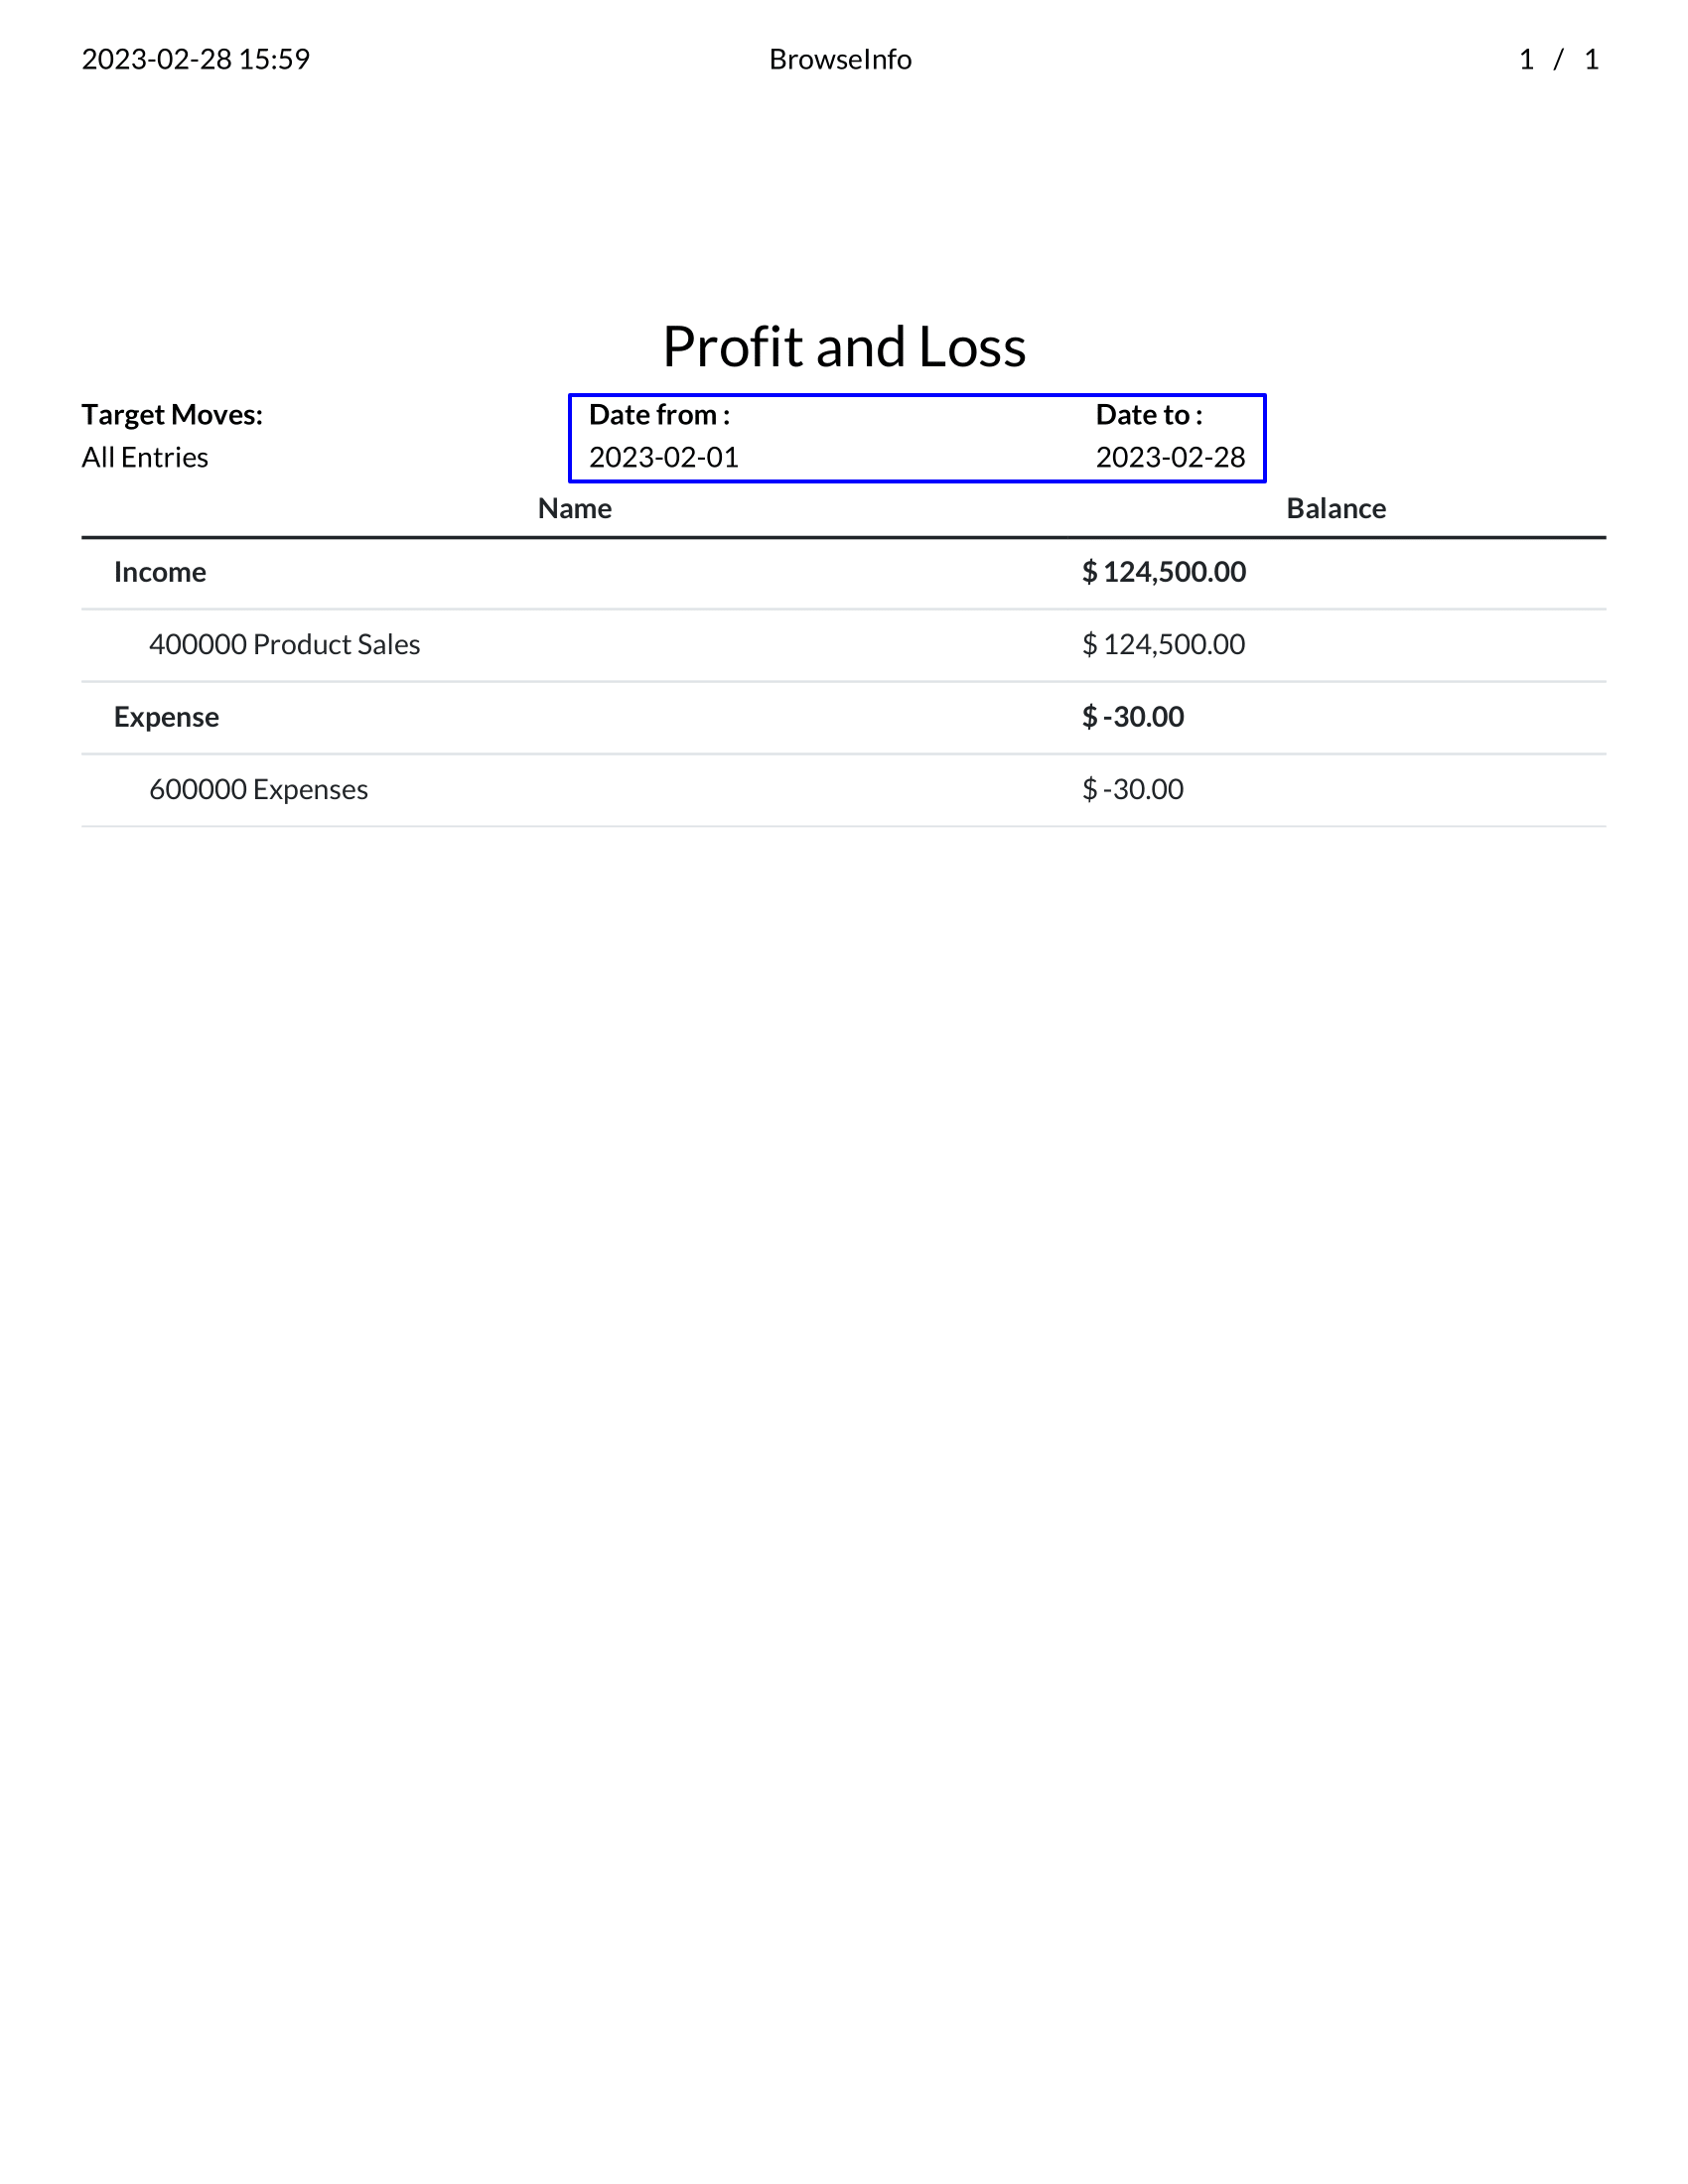 2023-02-28 15:59 BrowseInfo 1 / 1
Profit and Loss
Target Moves: Date from : Date to :
All Entries 2023-02-01 2023-02-28
Name Balance
Income $ 124,500.00
400000 Product Sales $ 124,500.00
Expense $ -30.00
600000 Expenses $ -30.00